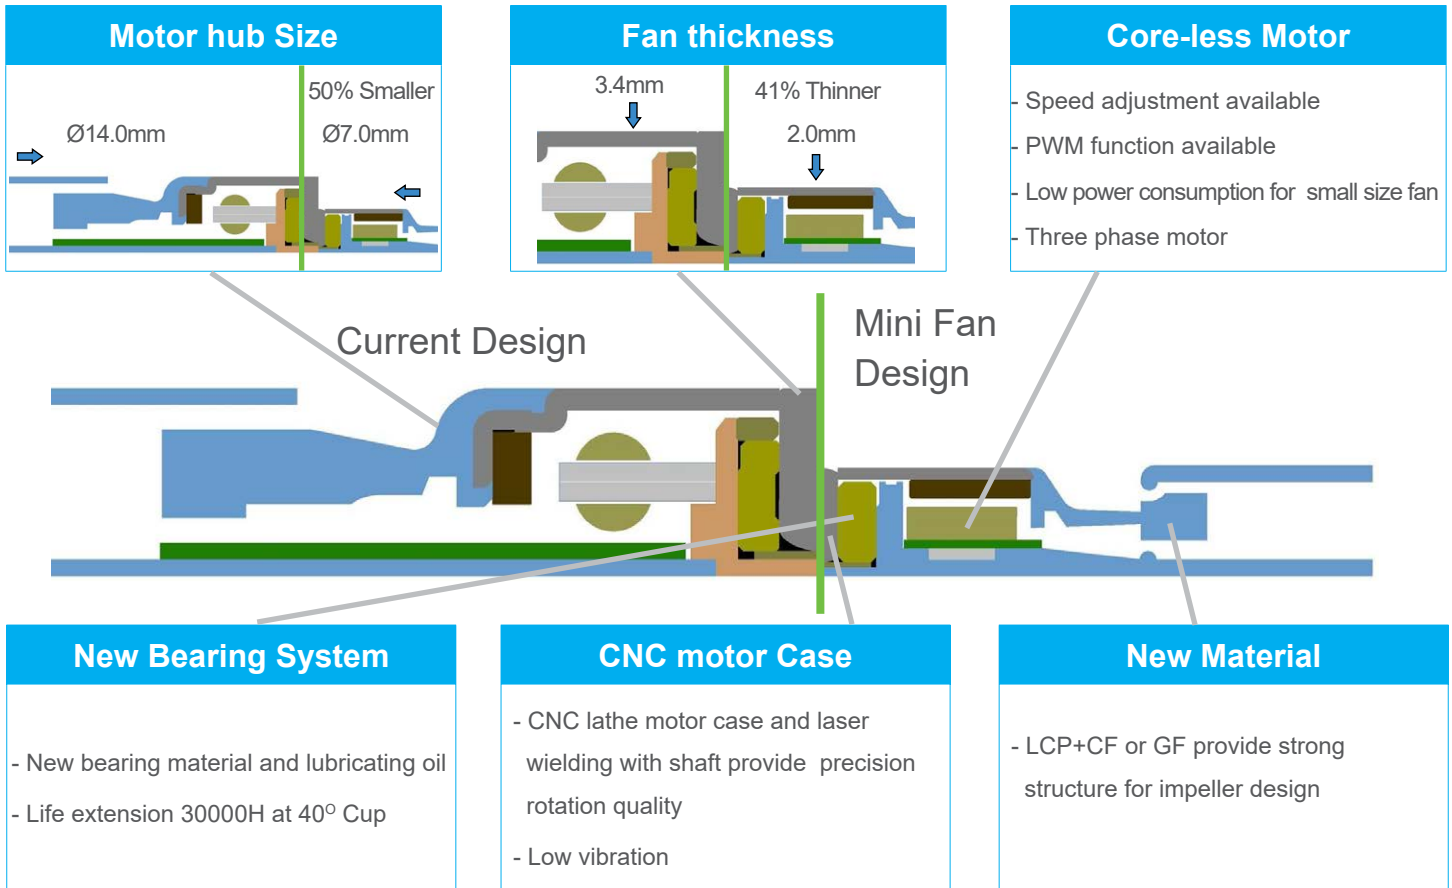 Motor hub Size
50% Smaller
Ø14.0mm
Ø7.0mm
Fan thickness
3.4mm
41% Thinner
2.0mm
Core-less Motor
- Speed adjustment available
- PWM function available
- Low power consumption for small size fan
- Three phase motor
Current Design
Mini Fan
Design
New Bearing System
- New bearing material and lubricating oil
- Life extension 30000H at 40⁰ Cup
CNC motor Case
- CNC lathe motor case and laser
wielding with shaft provide precision
rotation quality
- Low vibration
New Material
- LCP+CF or GF provide strong
structure for impeller design